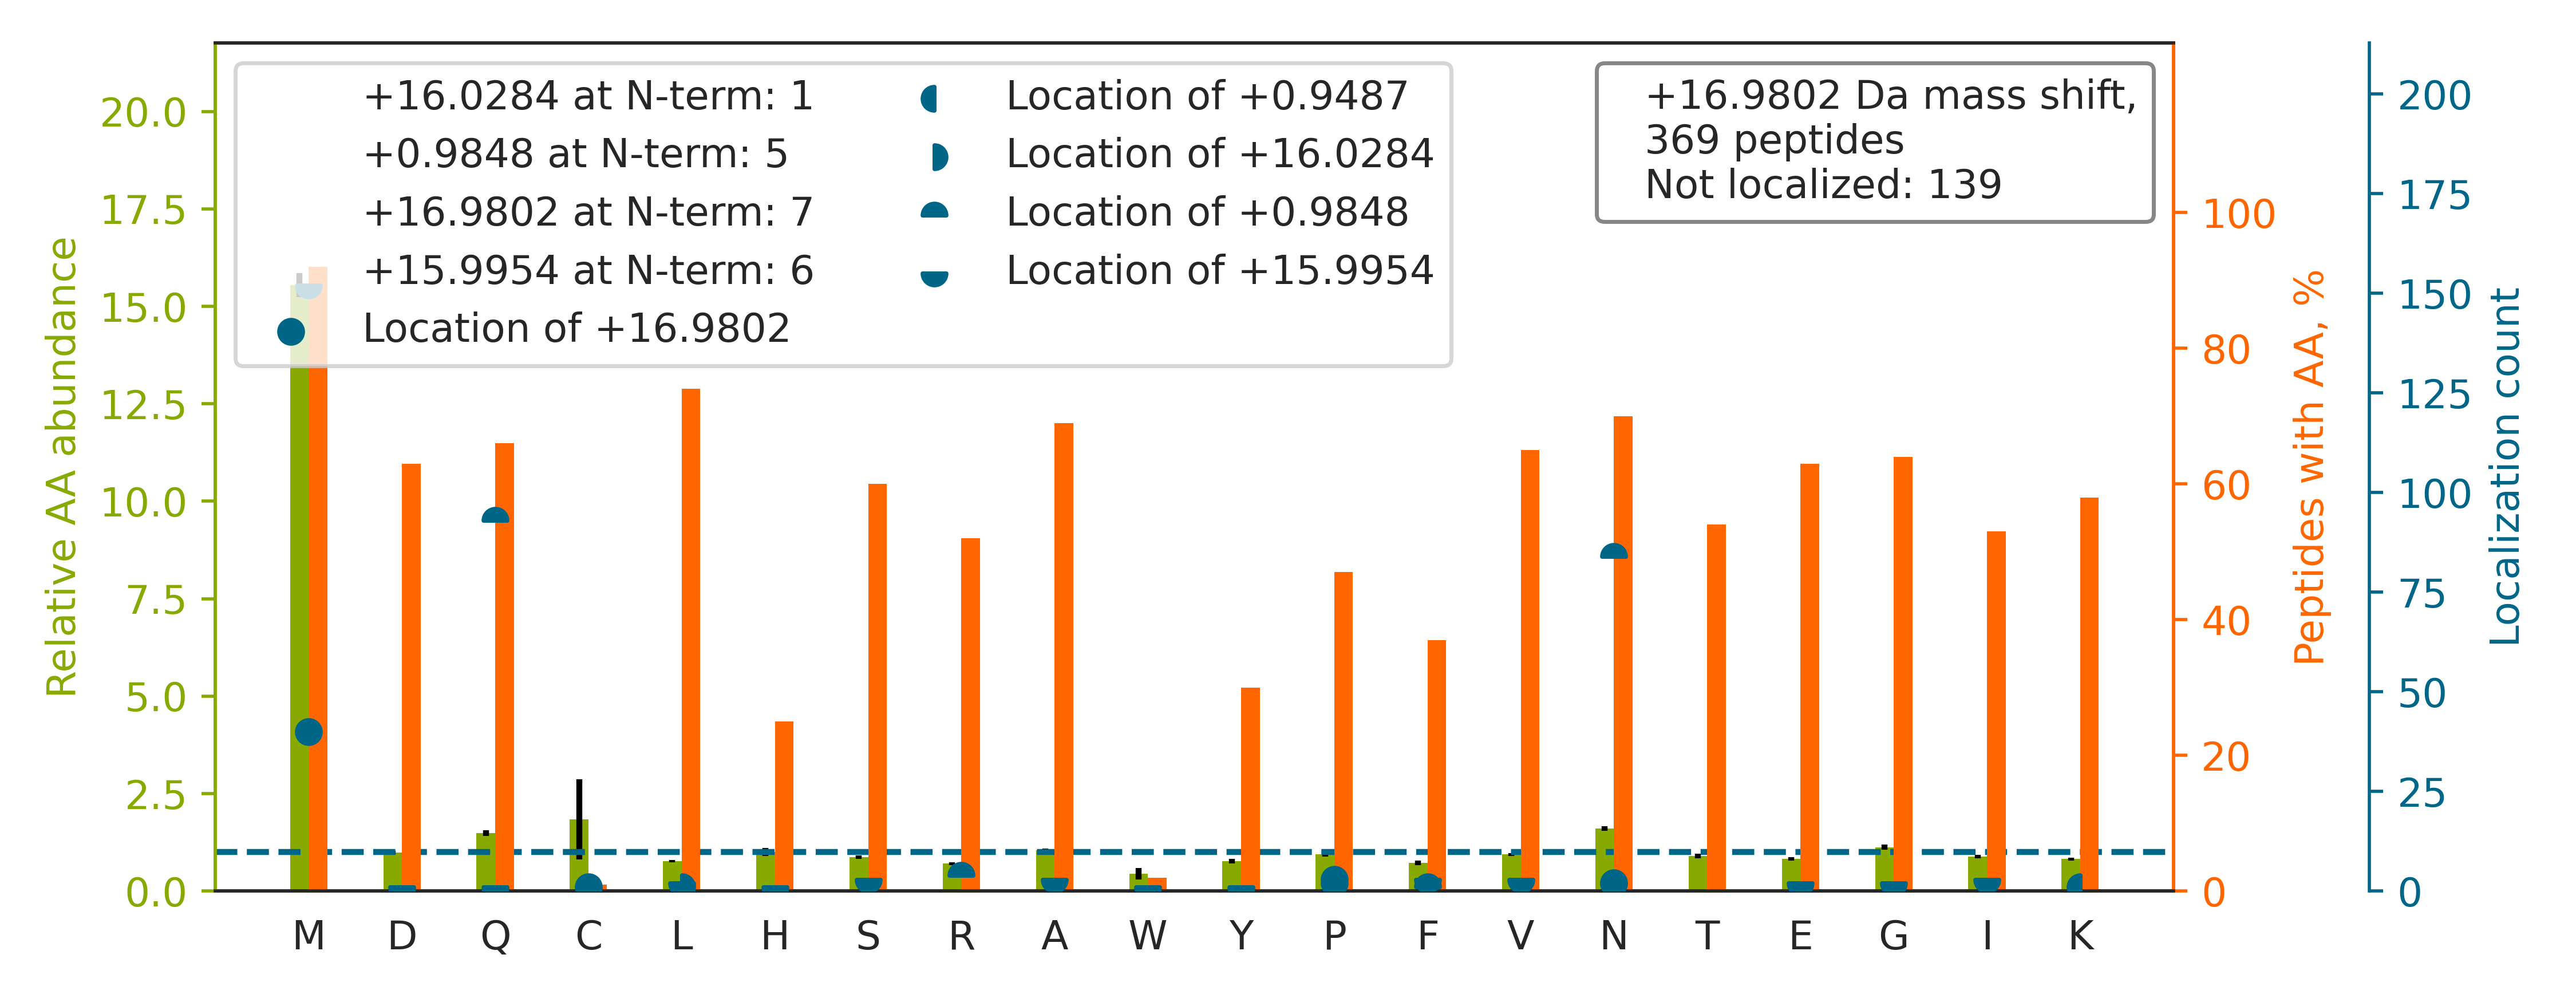 +16.0284 at N-term: 1
+0.9848 at N-term: 5
+16.9802 at N-term: 7
+15.9954 at N-term: 6
Location of +16.9802
Location of +0.9487
Location of +16.0284
Location of +0.9848
Location of +15.9954
+16.9802 Da mass shift,
369 peptides
Not localized: 139
Relative AA abundance
20.0
17.5
15.0
12.5
10.0
7.5
5.0
2.5
0.0
M D Q C L H S R A W Y P F V N T E G I K
100
80
60
40
20
0
Peptides with AA, %
200
175
150
125
100
75
50
25
0
Localization count